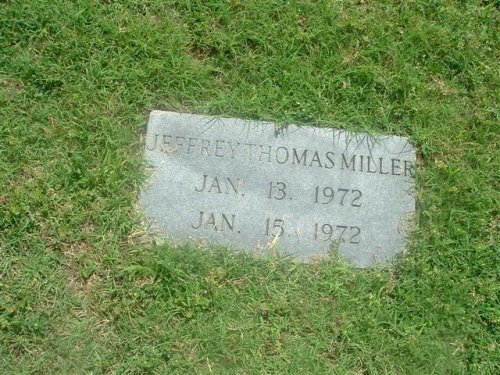 JEFFREY THOMAS MILLER
JAN. 13. 1972
JAN. 15. 1972